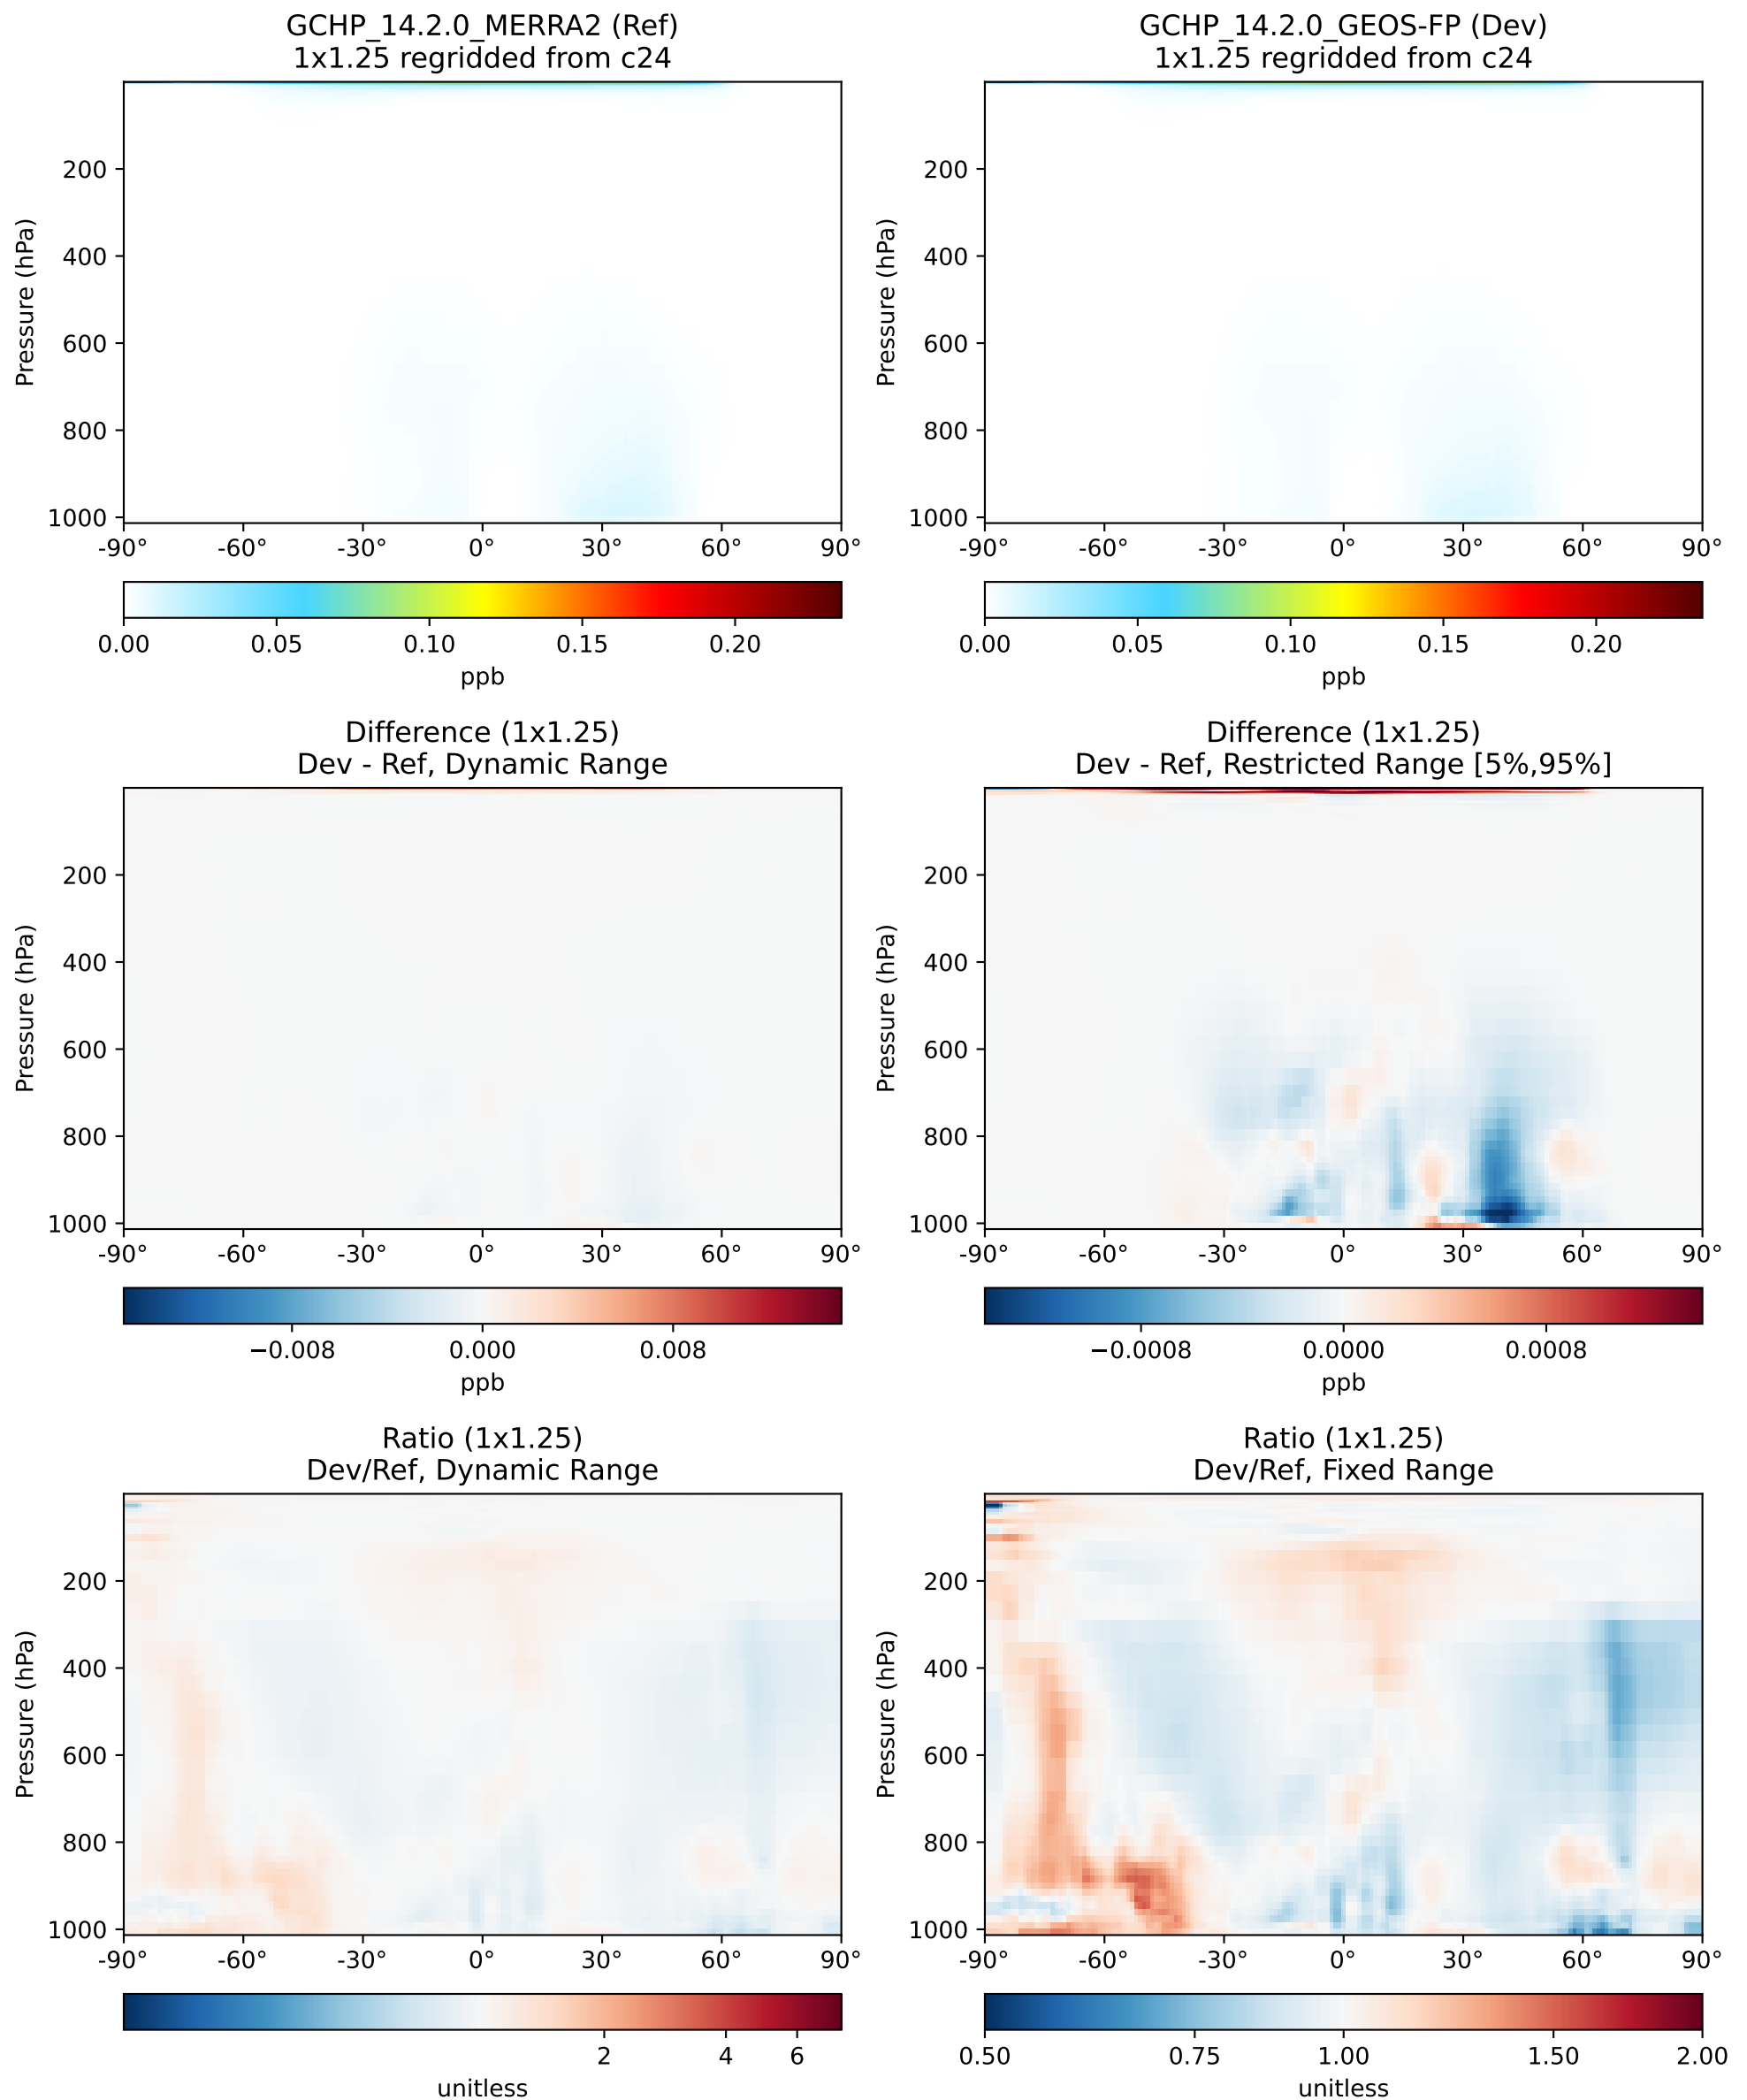 GCHP_14.2.0_MERRA2 (Ref)
1x1.25 regridded from c24
Pressure (hPa)
200
400
600
800
1000
-90° -60° -30° 0° 30° 60° 90°
0.00 0.05 0.10 0.15 0.20
ppb
GCHP_14.2.0_GEOS-FP (Dev)
1x1.25 regridded from c24
Pressure (hPa)
200
400
600
800
1000
-90° -60° -30° 0° 30° 60° 90°
0.00 0.05 0.10 0.15 0.20
ppb
Difference (1x1.25)
Dev - Ref, Dynamic Range
Pressure (hPa)
200
400
600
800
1000
-90° -60° -30° 0° 30° 60° 90°
−0.008 0.000 0.008
ppb
Difference (1x1.25)
Dev - Ref, Restricted Range [5%,95%]
Pressure (hPa)
200
400
600
800
1000
-90° -60° -30° 0° 30° 60° 90°
−0.0008 0.0000 0.0008
ppb
Ratio (1x1.25)
Dev/Ref, Dynamic Range
Pressure (hPa)
200
400
600
800
1000
-90° -60° -30° 0° 30° 60° 90°
2 4 6
unitless
Ratio (1x1.25)
Dev/Ref, Fixed Range
Pressure (hPa)
200
400
600
800
1000
-90° -60° -30° 0° 30° 60° 90°
0.50 0.75 1.00 1.50 2.00
unitless